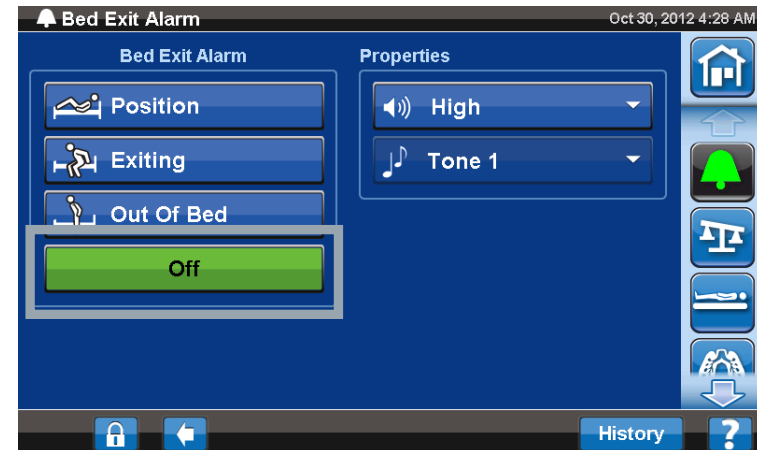 Bed Exit Alarm
Oct 30, 2012 4:28 AM
Bed Exit Alarm
Position
Exiting
Out Of Bed
Off
Properties
High
Tone 1
History
?